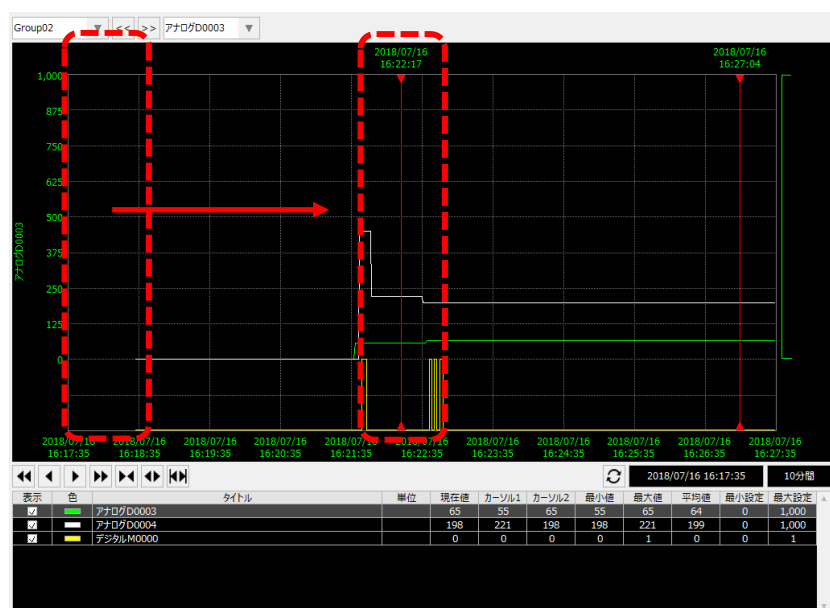 Group02 ▼ << >> アナログD0003 ▼
2018/07/16 2018/07/16
16:22:17 16:27:04
1,000
875
750
625
500
375
250
125
0
アナログD0003
2018/07/16 2018/07/16 2018/07/16 2018/07/16 2018/07/16 2018/07/16 2018/07/16 2018/07/16 2018/07/16 2018/07/16 2018/07/16
16:17:35 16:18:35 16:19:35 16:20:35 16:21:35 16:22:35 16:23:35 16:24:35 16:25:35 16:26:35 16:27:35
2018/07/16 16:17:35 10分間
表示 色 タイトル 単位 現在値 カーソル1 カーソル2 最小値 最大値 平均値 最小設定 最大設定
アナログD0003 65 55 65 55 65 64 0 1,000
アナログD0004 198 221 198 198 221 199 0 1,000
デジタルM0000 0 0 0 0 1 0 0 1